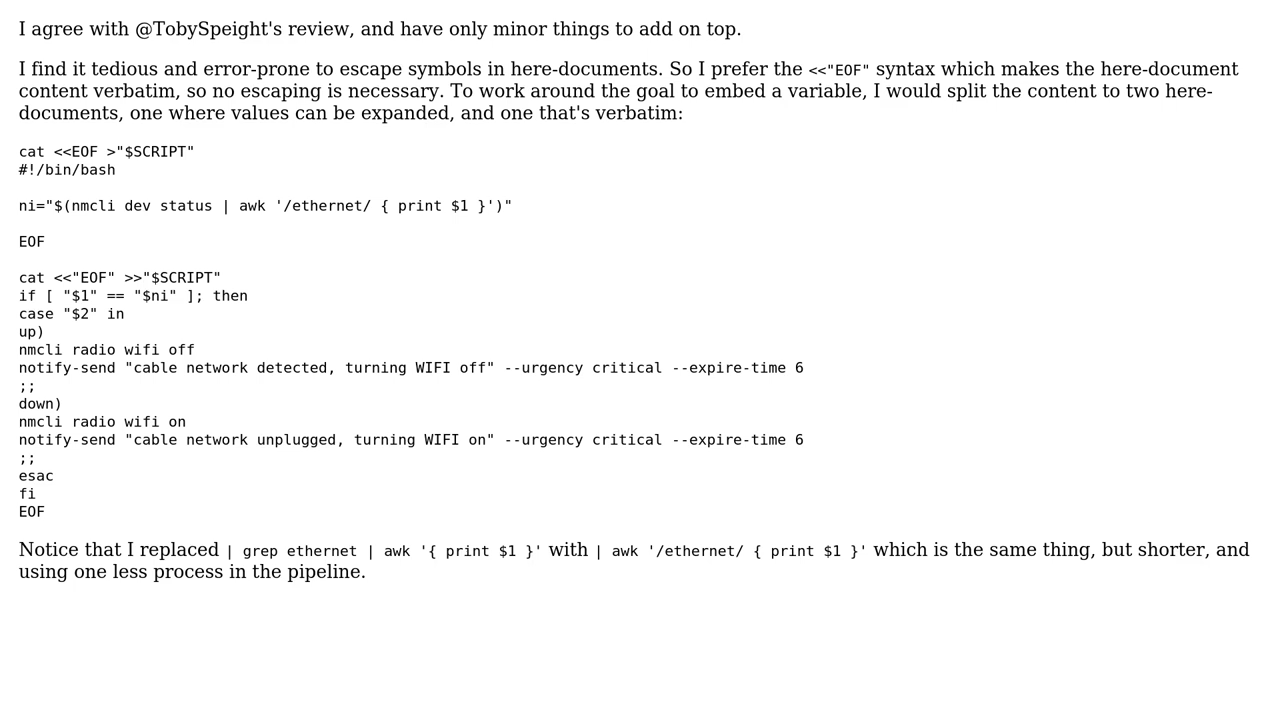 I agree with @TobySpeight's review, and have only minor things to add on top.
I find it tedious and error-prone to escape symbols in here-documents. So I prefer the <<"EOF" syntax which makes the here-document
content verbatim, so no escaping is necessary. To work around the goal to embed a variable, I would split the content to two here-
documents, one where values can be expanded, and one that's verbatim:
cat <<EOF >"$SCRIPT"
#!/bin/bash
ni="$(nmcli dev status | awk '/ethernet/ { print $1 }')"
EOF
cat <<"EOF" >>"$SCRIPT"
if [ "$1" == "$ni" ]; then
case "$2" in
up)
nmcli radio wifi off
notify-send "cable network detected, turning WIFI off" --urgency critical --expire-time 6
;;
down)
nmcli radio wifi on
notify-send "cable network unplugged, turning WIFI on" --urgency critical --expire-time 6
;;
esac
fi
EOF
Notice that I replaced | grep ethernet | awk '{ print $1 }' with | awk '/ethernet/ { print $1 }' which is the same thing, but shorter, and
using one less process in the pipeline.